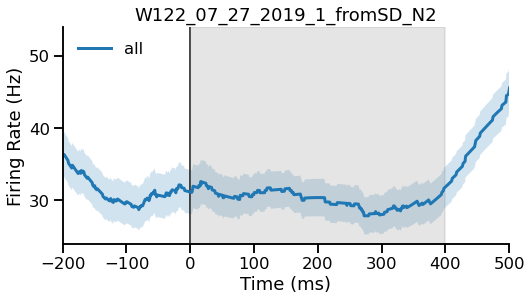 W122_07_27_2019_1_fromSD_N2
all
Firing Rate (Hz)
50
40
30
−200 −100 0 100 200 300 400 500
Time (ms)